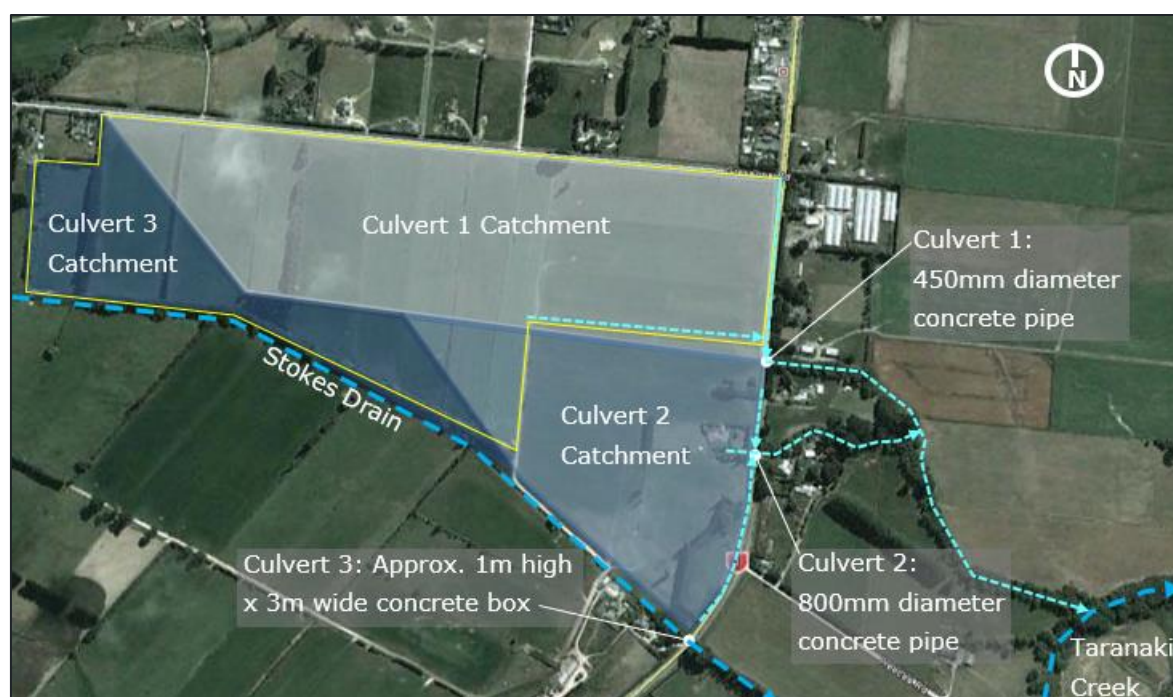 N
Culvert 3
Catchment
Culvert 1 Catchment
Culvert 1:
450mm diameter
concrete pipe
Stokes Drain
Culvert 2
Catchment
Culvert 3: Approx. 1m high
x 3m wide concrete box
Culvert 2:
800mm diameter
concrete pipe
Taranaki
Creek